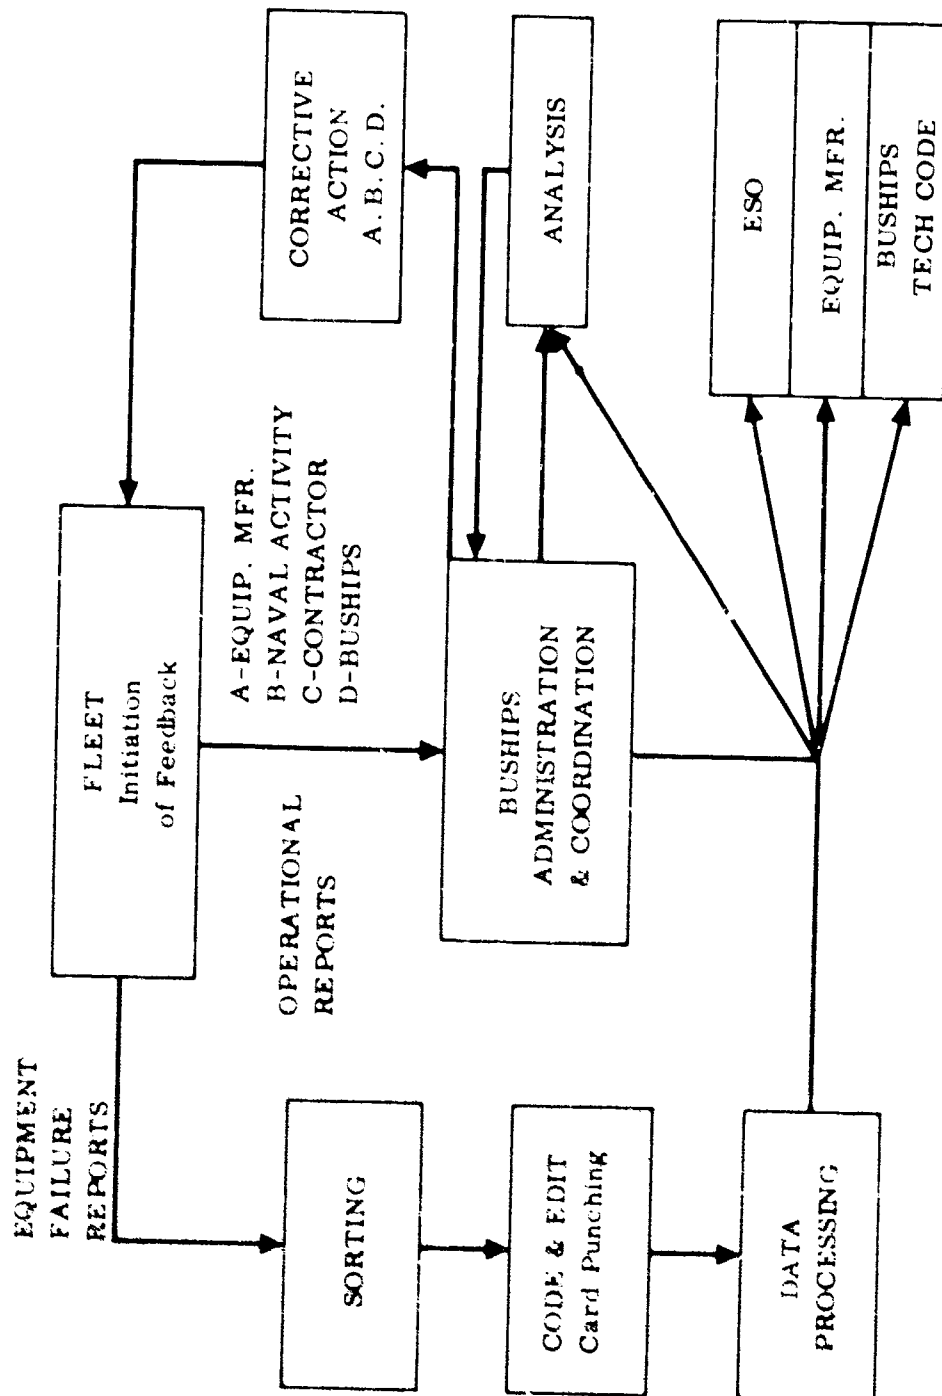 EQUIPMENT
FAILURE
REPORTS
FLEET
Initiation
of Feedback
A-EQUIP. MFR.
B-NAVAL ACTIVITY
C-CONTRACTOR
D-BUSHIPS
CORRECTIVE
ACTION
A. B. C. D.
OPERATIONAL
REPORTS
SORTING
CODE & EDIT
Card Punching
DATA
PROCESSING
BUSHIPS
ADMINISTRATION
& COORDINATION
ANALYSIS
ESO
EQUIP. MFR.
BUSHIPS
TECH CODE